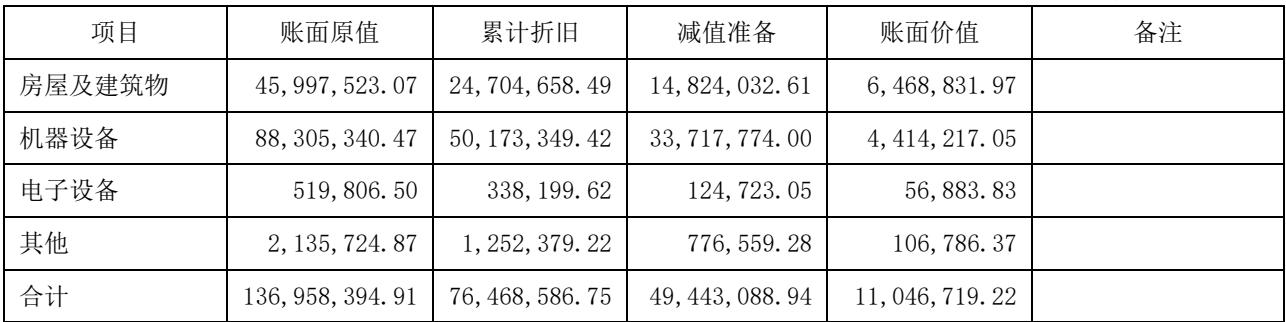 项目 账面原值 累计折旧 减值准备 账面价值 备注
房屋及建筑物 45,997,523.07 24,704,658.49 14,824,032.61 6,468,831.97
机器设备 88,305,340.47 50,173,349.42 33,717,774.00 4,414,217.05
电子设备 519,806.50 338,199.62 124,723.05 56,883.83
其他 2,135,724.87 1,252,379.22 776,559.28 106,786.37
合计 136,958,394.91 76,468,586.75 49,443,088.94 11,046,719.22